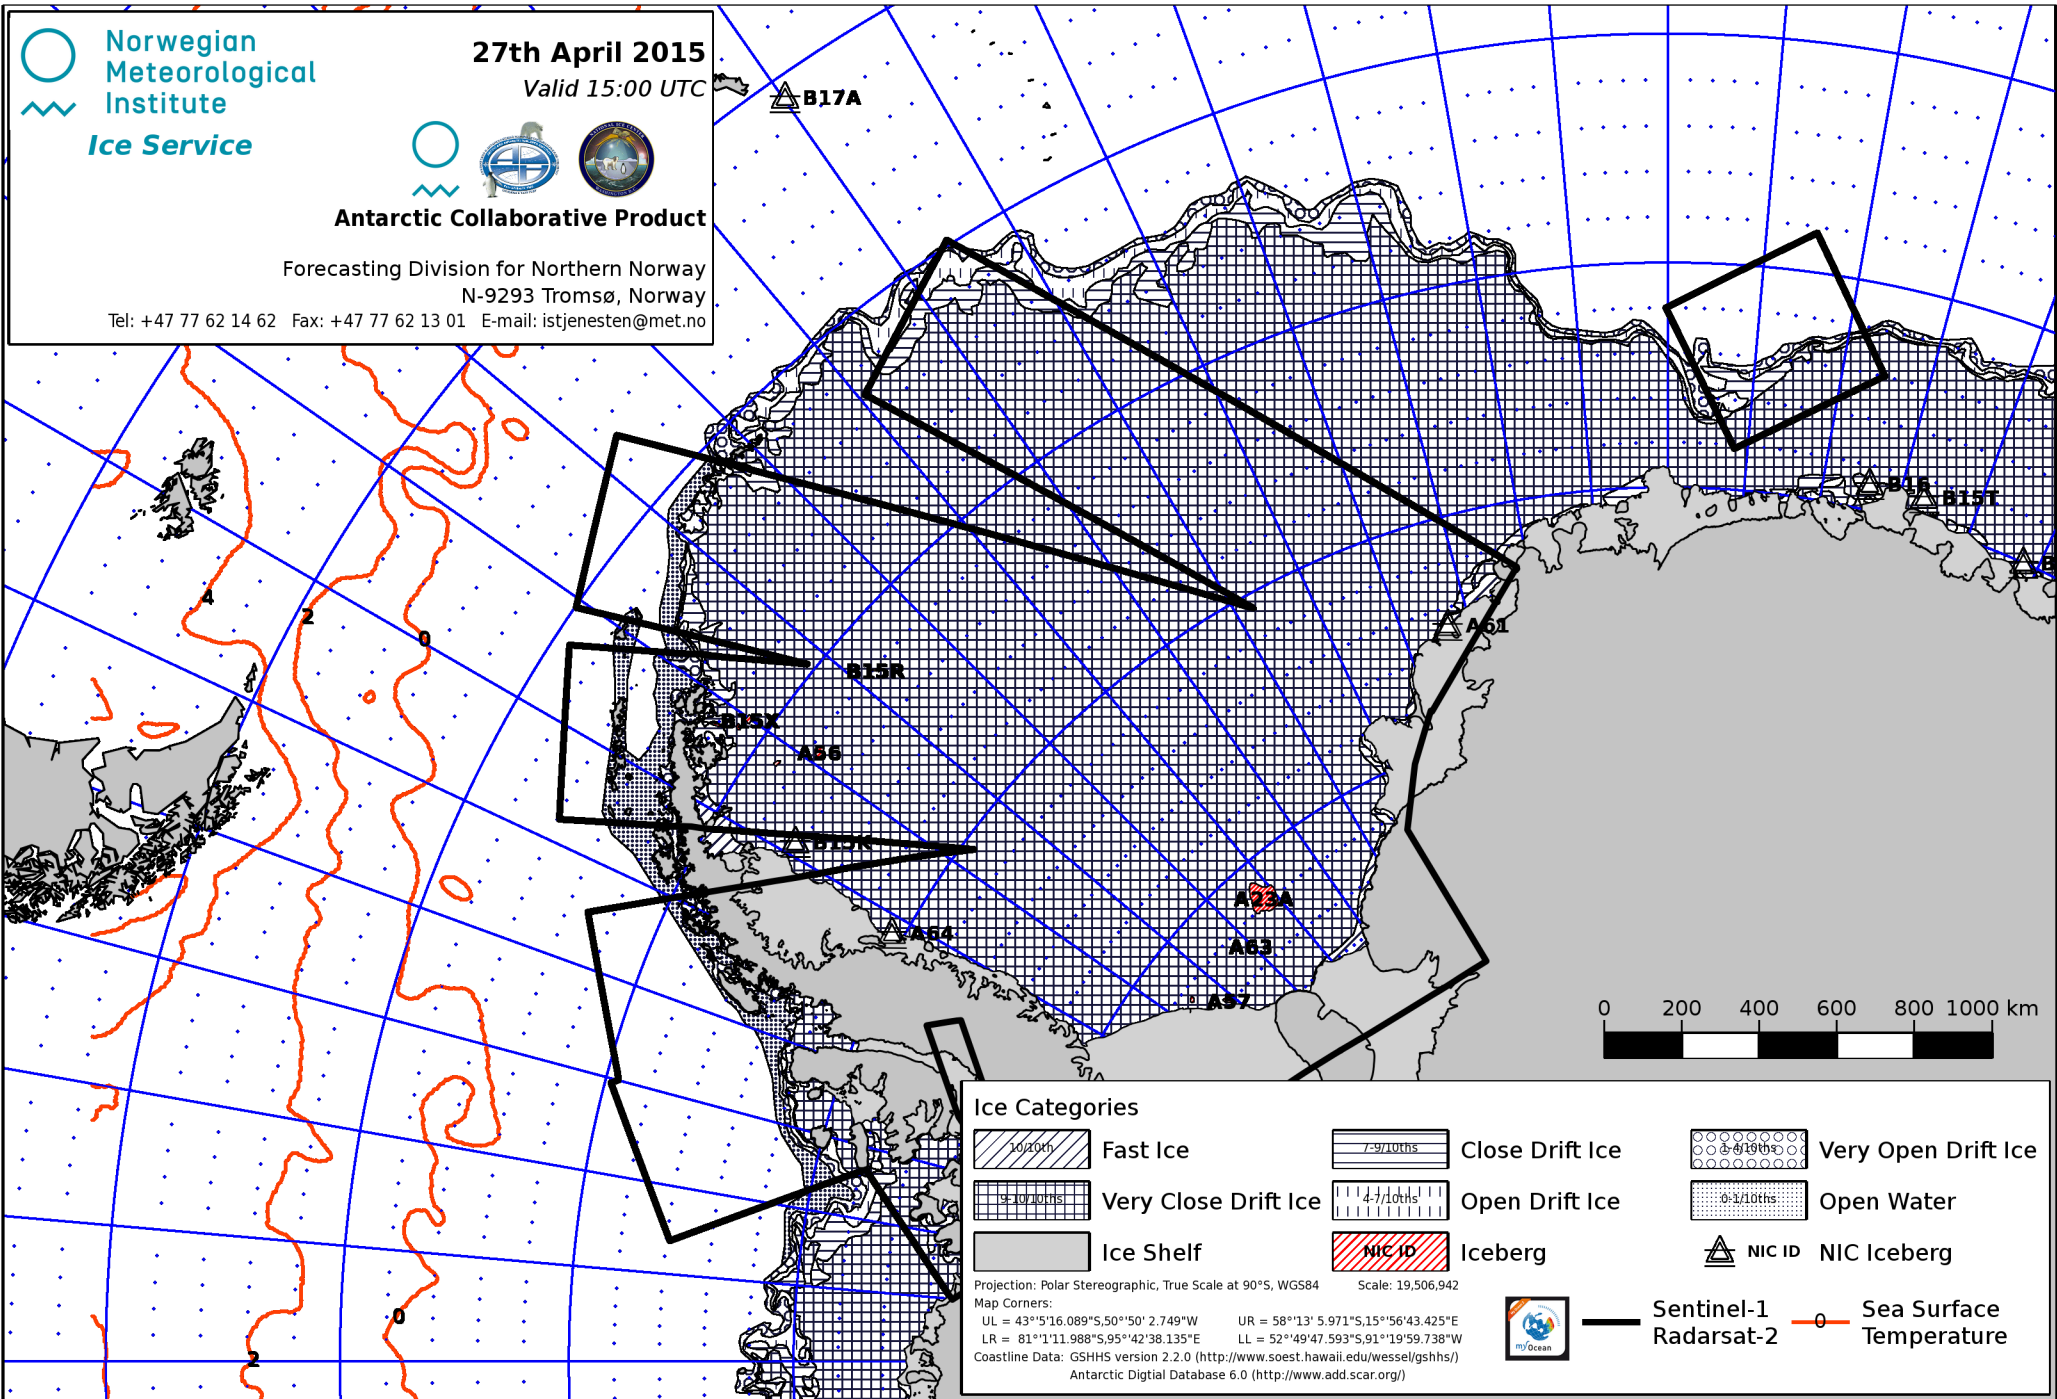 Norwegian
Meteorological
Institute
Ice Service
27th April 2015
Valid 15:00 UTC
Antarctic Collaborative Product
Forecasting Division for Northern Norway
N-9293 Tromsø, Norway
Tel: +47 77 62 14 62 Fax: +47 77 62 13 01 E-mail: istjenesten@met.no
B17A
B16
B15T
B
A61
4
2
0
B15R
B15X
A56
B15K
A64
A23A
A63
A57
0
2
0 200 400 600 800 1000 km
Ice Categories
10/10th Fast Ice
7-9/10ths Close Drift Ice
1-4/10ths Very Open Drift Ice
9-10/10ths Very Close Drift Ice
4-7/10ths Open Drift Ice
0-1/10ths Open Water
Ice Shelf
NIC ID Iceberg
NIC ID NIC Iceberg
Projection: Polar Stereographic, True Scale at 90°S, WGS84 Scale: 19,506,942
Map Corners:
UL = 43°'5'16.089"S,50°'50' 2.749"W UR = 58°'13' 5.971"S,15°'56'43.425"E
LR = 81°'1'11.988"S,95°'42'38.135"E LL = 52°'49'47.593"S,91°'19'59.738"W
Coastline Data: GSHHS version 2.2.0 (http://www.soest.hawaii.edu/wessel/gshhs/)
Antarctic Digtial Database 6.0 (http://www.add.scar.org/)
myOcean
Sentinel-1
Radarsat-2
0
Sea Surface
Temperature